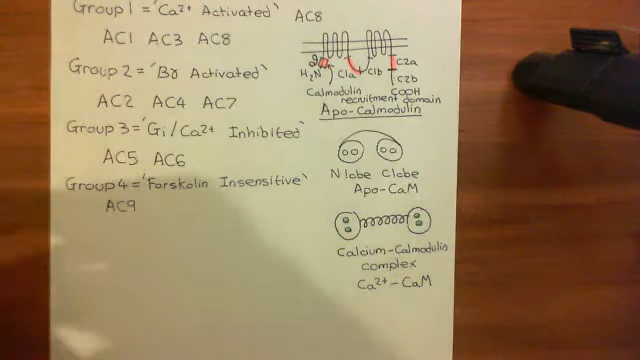 Group 1 = 'Ca2+ Activated'
AC1 AC3 AC8
Group 2 = 'Bγ Activated'
AC2 AC4 AC7
Group 3 = 'Gi/Ca2+ Inhibited'
AC5 AC6
Group 4 = 'Forskolin Insensitive'
AC9
AC8
H2N
C1a
C1b
C2a
C2b
COOH
Calmodulin
recruitment domain
Apo-Calmodulin
N lobe C lobe
Apo-CaM
Calcium-Calmodulin
complex
Ca2+-CaM